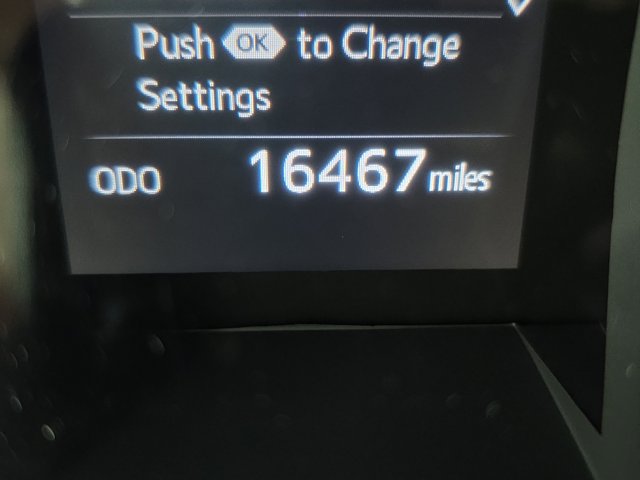 Push OK to Change
Settings
ODO 16467 miles